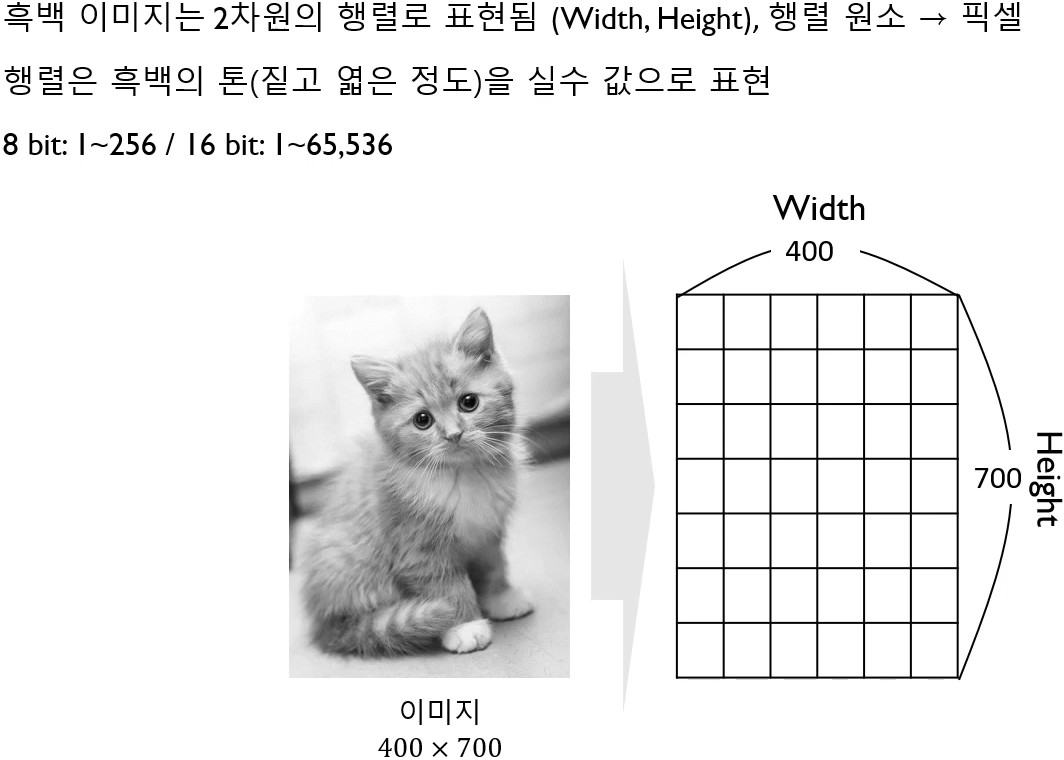 흑백 이미지는 2차원의 행렬로 표현됨 (Width, Height), 행렬 원소 → 픽셀
행렬은 흑백의 톤(짙고 엷은 정도)을 실수 값으로 표현
8 bit: 1~256 / 16 bit: 1~65,536
Width
400
700
Height
이미지
400 × 700